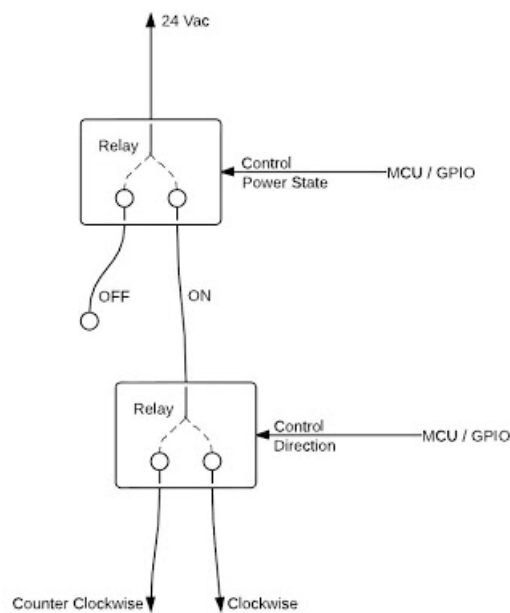 24 Vac
Relay
Control
Power State
MCU / GPIO
OFF
ON
Relay
Control
Direction
MCU / GPIO
Counter Clockwise
Clockwise